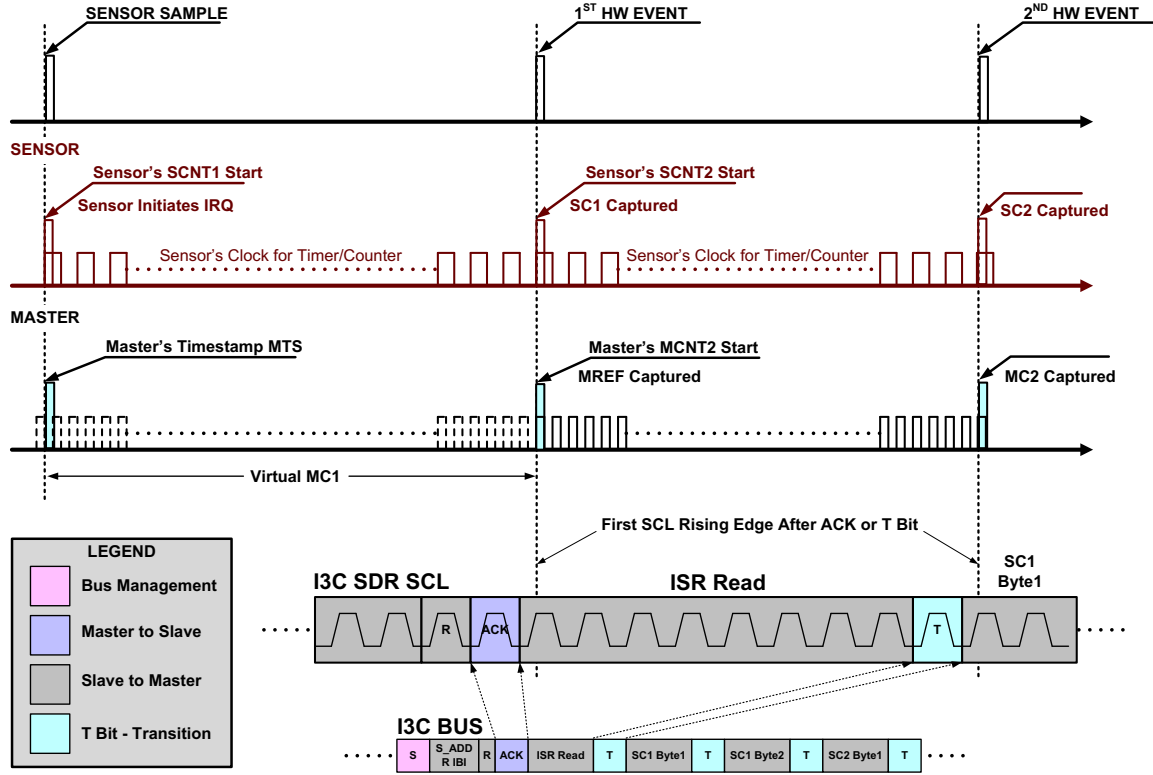 SENSOR SAMPLE
1ST HW EVENT
2ND HW EVENT
SENSOR
Sensor's SCNT1 Start
Sensor Initiates IRQ
Sensor's SCNT2 Start
SC1 Captured
SC2 Captured
Sensor's Clock for Timer/Counter
Sensor's Clock for Timer/Counter
MASTER
Master's Timestamp MTS
Master's MCNT2 Start
MREF Captured
MC2 Captured
Virtual MC1
First SCL Rising Edge After ACK or T Bit
LEGEND
Bus Management
Master to Slave
Slave to Master
T Bit - Transition
I3C SDR SCL
ISR Read
SC1
Byte1
R
ACK
T
I3C BUS
S
S_ADD
R IBI
R
ACK
ISR Read
T
SC1 Byte1
T
SC1 Byte2
T
SC2 Byte1
T